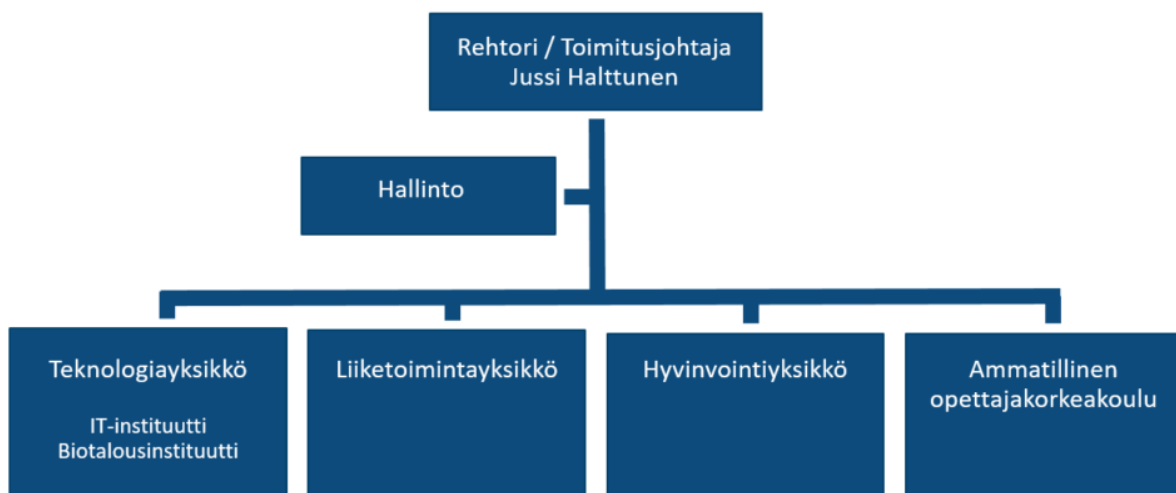 Rehtori / Toimitusjohtaja
Jussi Halttunen
Hallinto
Teknologiayksikkö
IT-instituutti
Biotalousinstituutti
Liiketoimintayksikkö
Hyvinvointiyksikkö
Ammatillinen
opettajakorkeakoulu